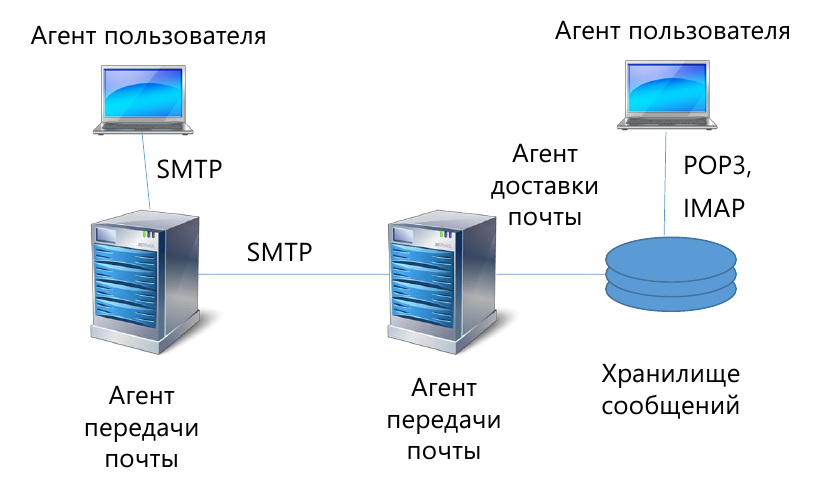 Агент пользователя
Агент пользователя
SMTP
Агент
доставки
почты
POP3,
IMAP
SMTP
Агент
передачи
почты
Агент
передачи
почты
Хранилище
сообщений